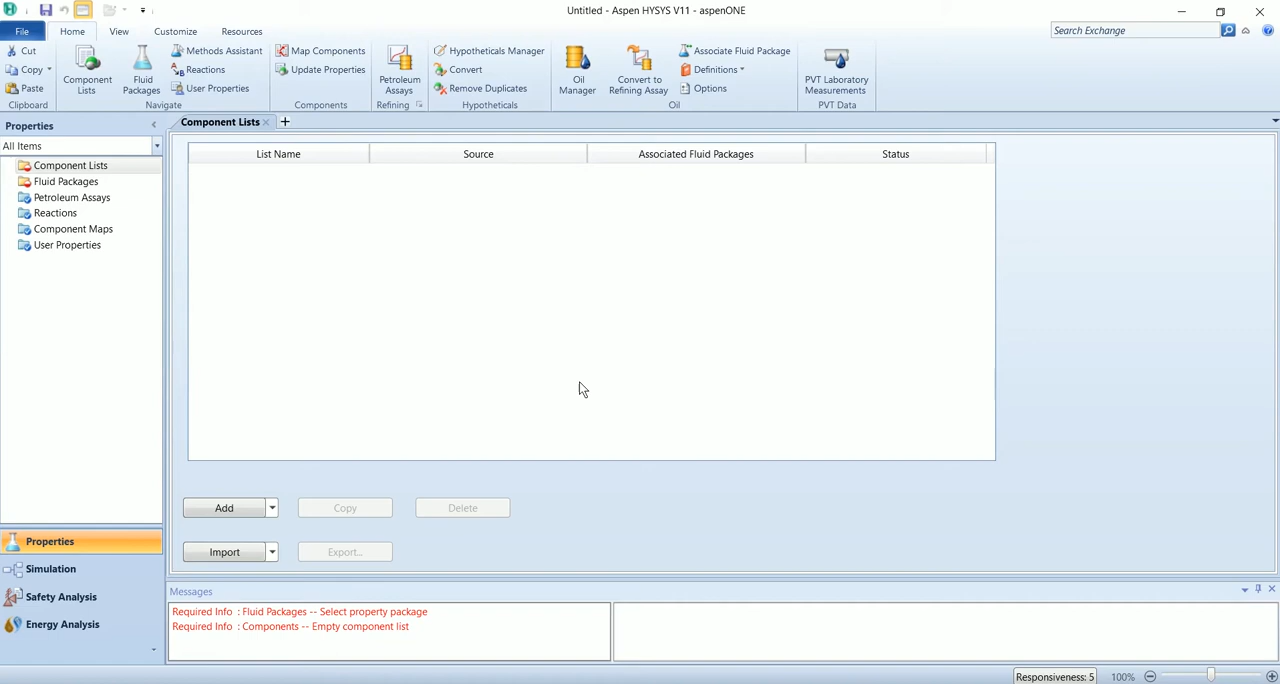 Untitled - Aspen HYSYS V11 - aspenONE
File Home View Customize Resources
Search Exchange
Cut
Copy
Paste
Clipboard
Component Lists
Fluid Packages
Methods Assistant
Reactions
User Properties
Navigate
Map Components
Update Properties
Components
Petroleum Assays
Refining
Hypotheticals Manager
Convert
Remove Duplicates
Hypotheticals
Oil Manager
Convert to Refining Assay
Associate Fluid Package
Definitions
Options
Oil
PVT Laboratory Measurements
PVT Data
Properties
All Items
Component Lists
Fluid Packages
Petroleum Assays
Reactions
Component Maps
User Properties
Properties
Simulation
Safety Analysis
Energy Analysis
Component Lists
List Name Source Associated Fluid Packages Status
Add Copy Delete
Import Export...
Messages
Required Info : Fluid Packages -- Select property package
Required Info : Components -- Empty component list
Responsiveness: 5 100%